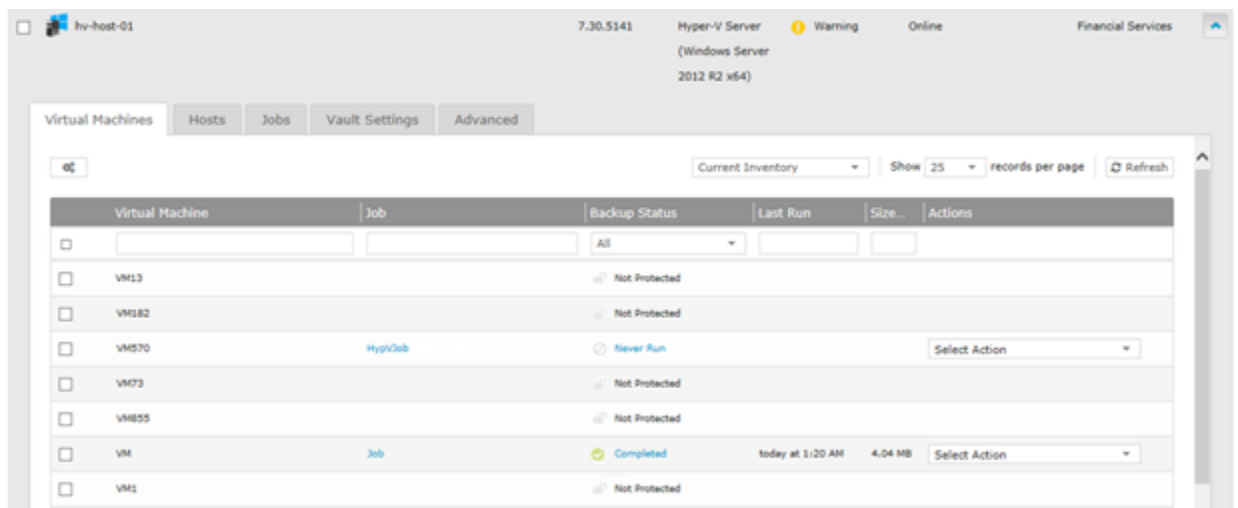 hv-host-01 7.30.5141 Hyper-V Server Warning Online Financial Services
(Windows Server
2012 R2 x64)
Virtual Machines Hosts Jobs Vault Settings Advanced
Current Inventory Show 25 records per page Refresh
Virtual Machine Job Backup Status Last Run Size... Actions
All
VM13 Not Protected
VM182 Not Protected
VM570 HypVJob Never Run Select Action
VM73 Not Protected
VM855 Not Protected
VM Job Completed today at 1:20 AM 4.04 MB Select Action
VM1 Not Protected